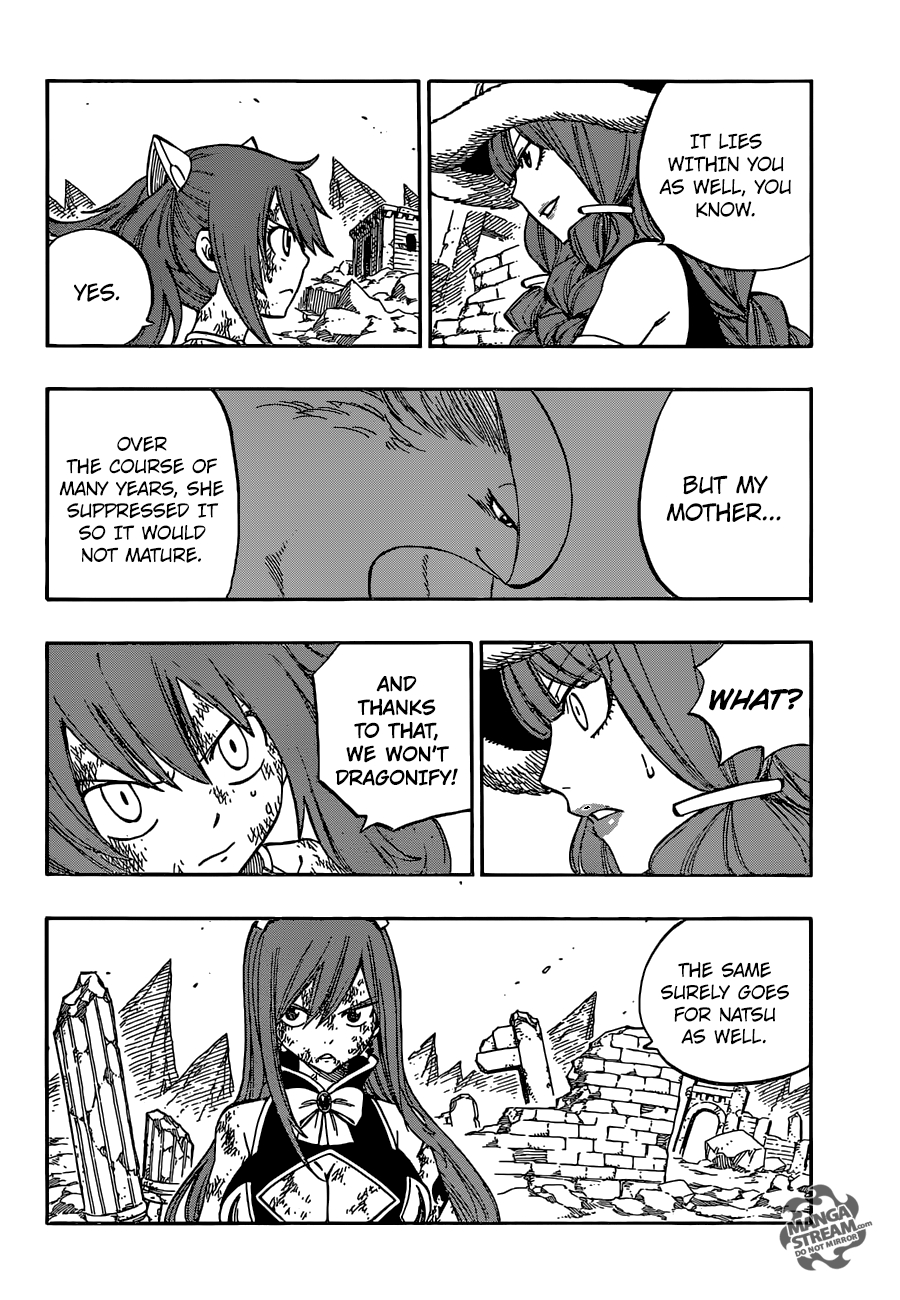 IT LIES
WITHIN YOU
AS WELL, YOU
KNOW.
YES.
BUT MY
MOTHER...
OVER
THE COURSE OF
MANY YEARS, SHE
SUPPRESSED IT
SO IT WOULD
NOT MATURE.
WHAT?
AND
THANKS
TO THAT,
WE WON'T
DRAGONIFY!
THE SAME
SURELY GOES
FOR NATSU
AS WELL.
MANGA
STREAM.com
DO NOT MIRROR